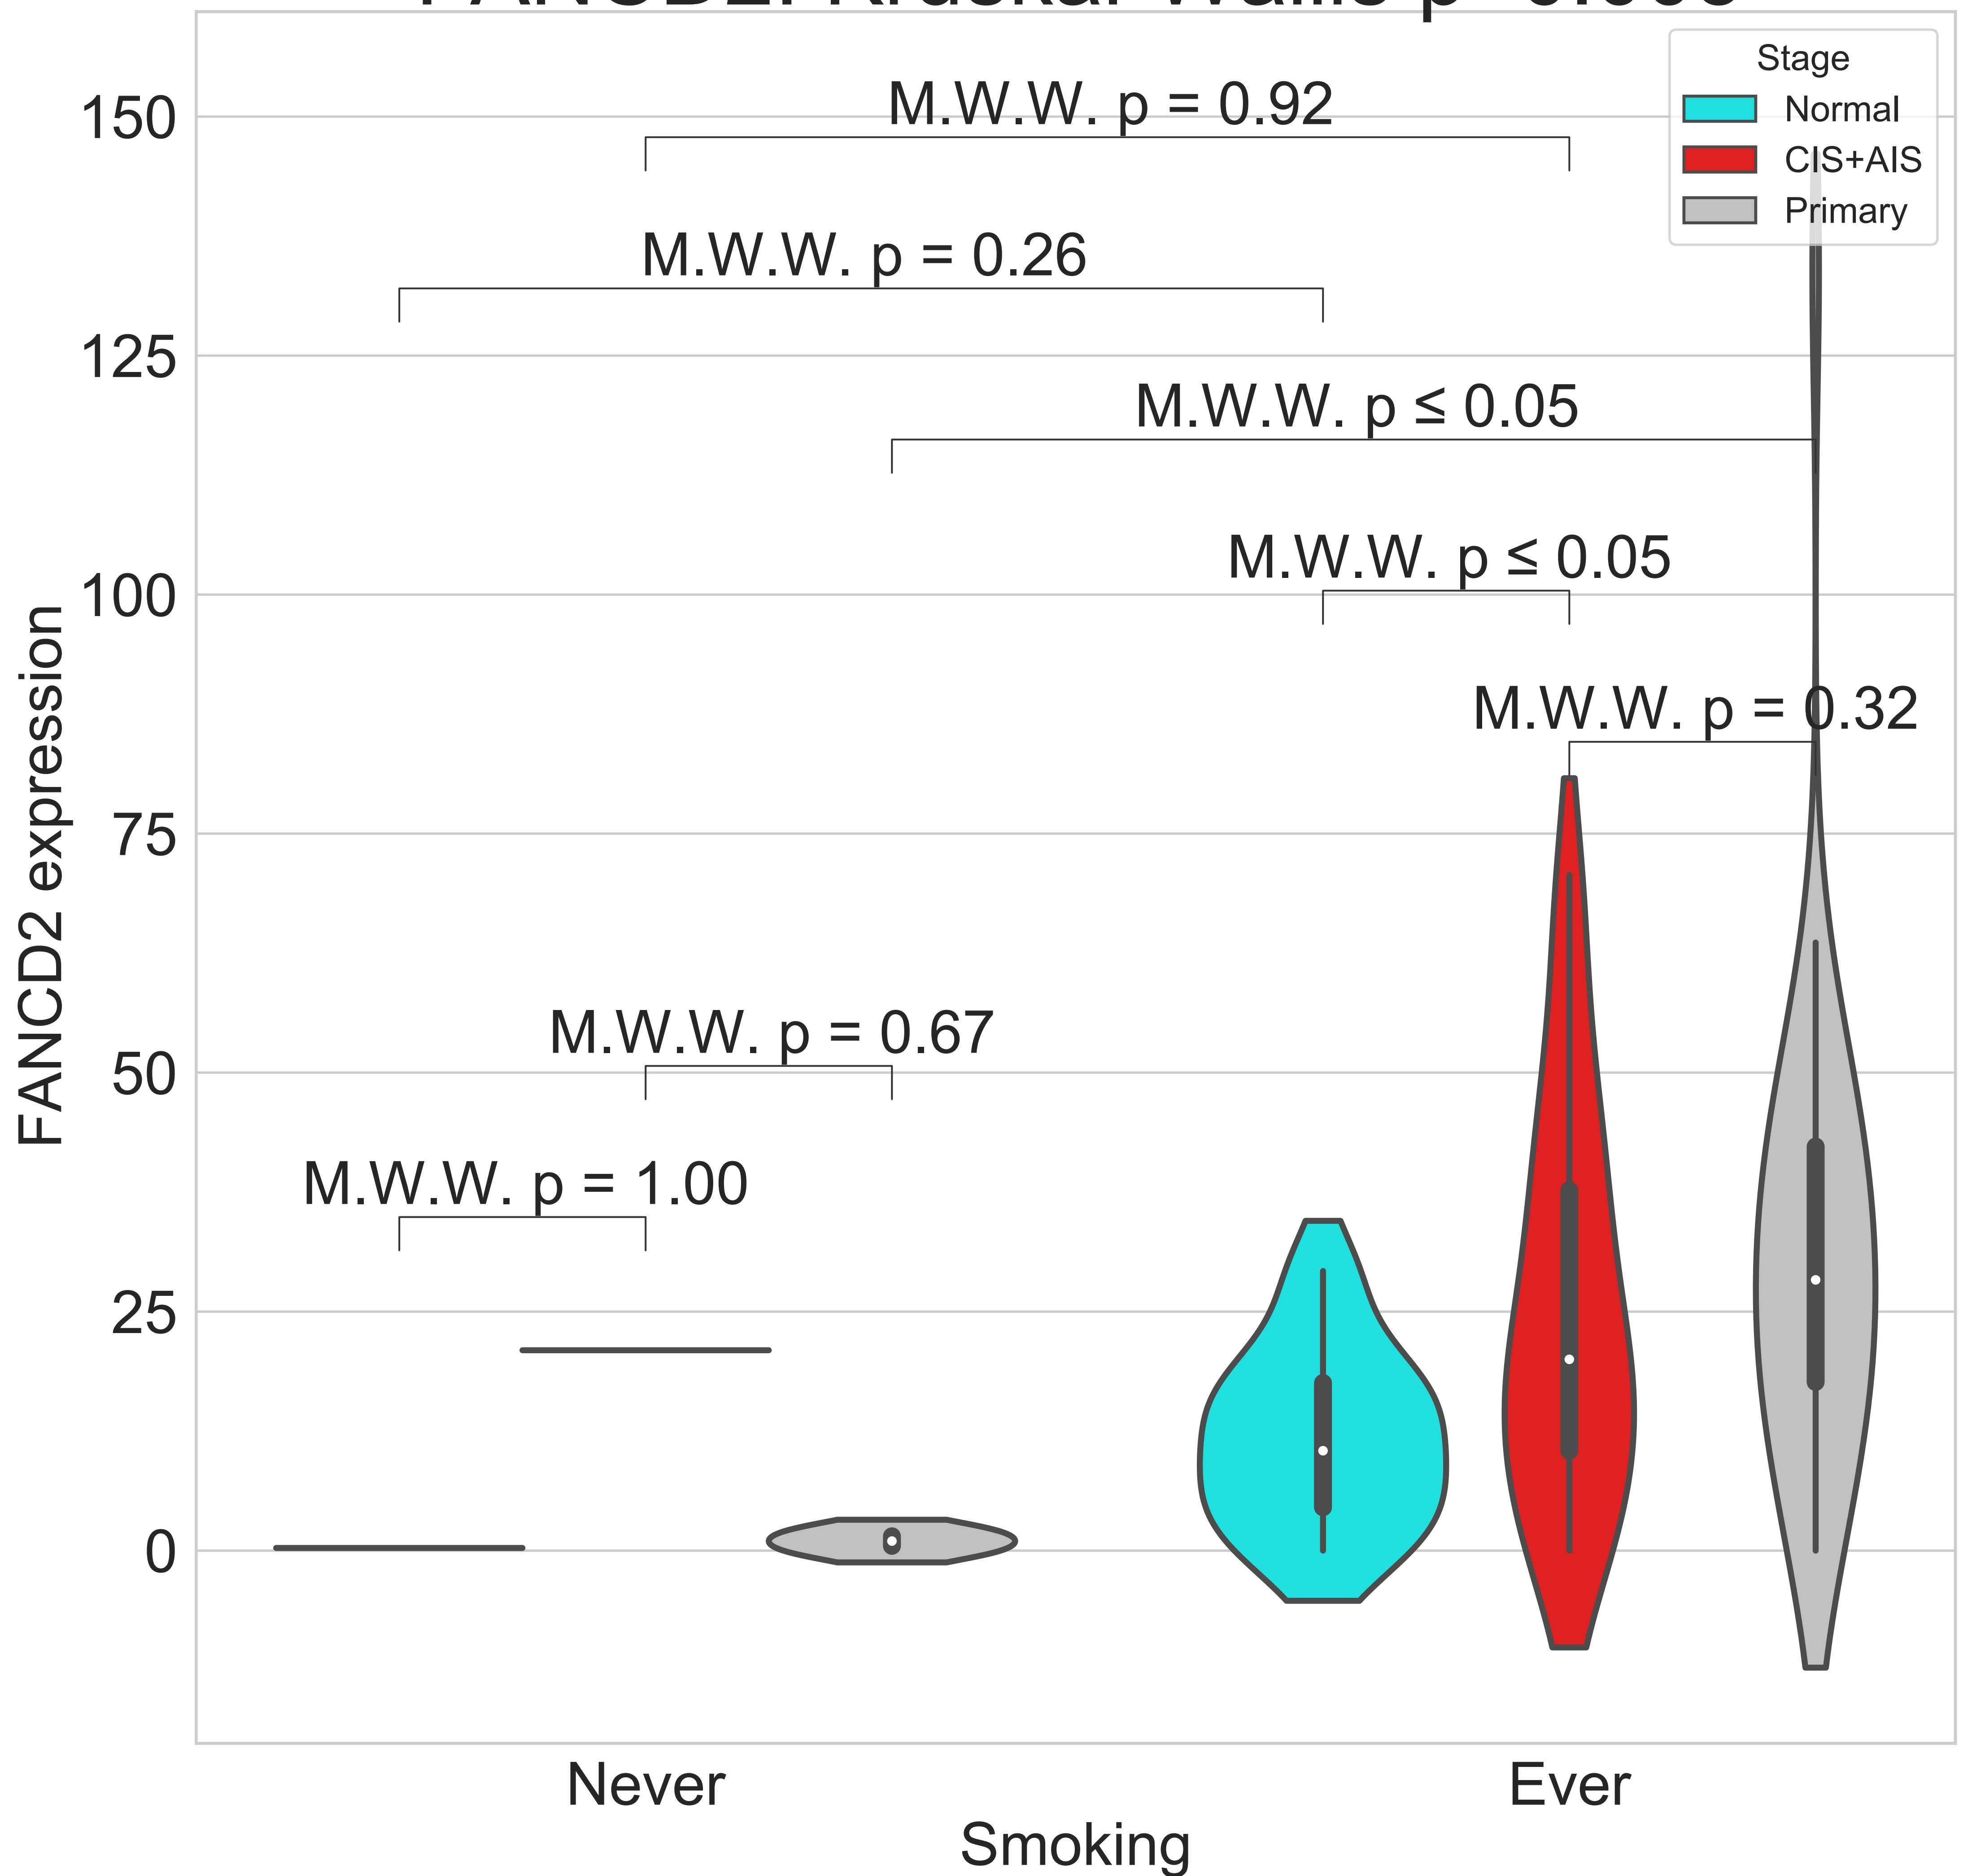 Stage
Normal
CIS+AIS
Primary
M.W.W. p = 0.92
M.W.W. p = 0.26
M.W.W. p ≤ 0.05
M.W.W. p ≤ 0.05
M.W.W. p = 0.32
M.W.W. p = 0.67
M.W.W. p = 1.00
150
125
100
75
50
25
0
FANCD2 expression
Never
Ever
Smoking